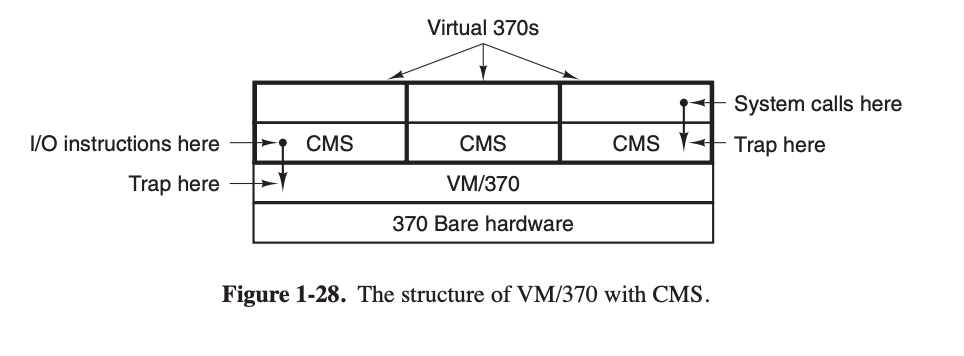 Virtual 370s
System calls here
I/O instructions here CMS CMS CMS Trap here
Trap here VM/370
370 Bare hardware
Figure 1-28. The structure of VM/370 with CMS.